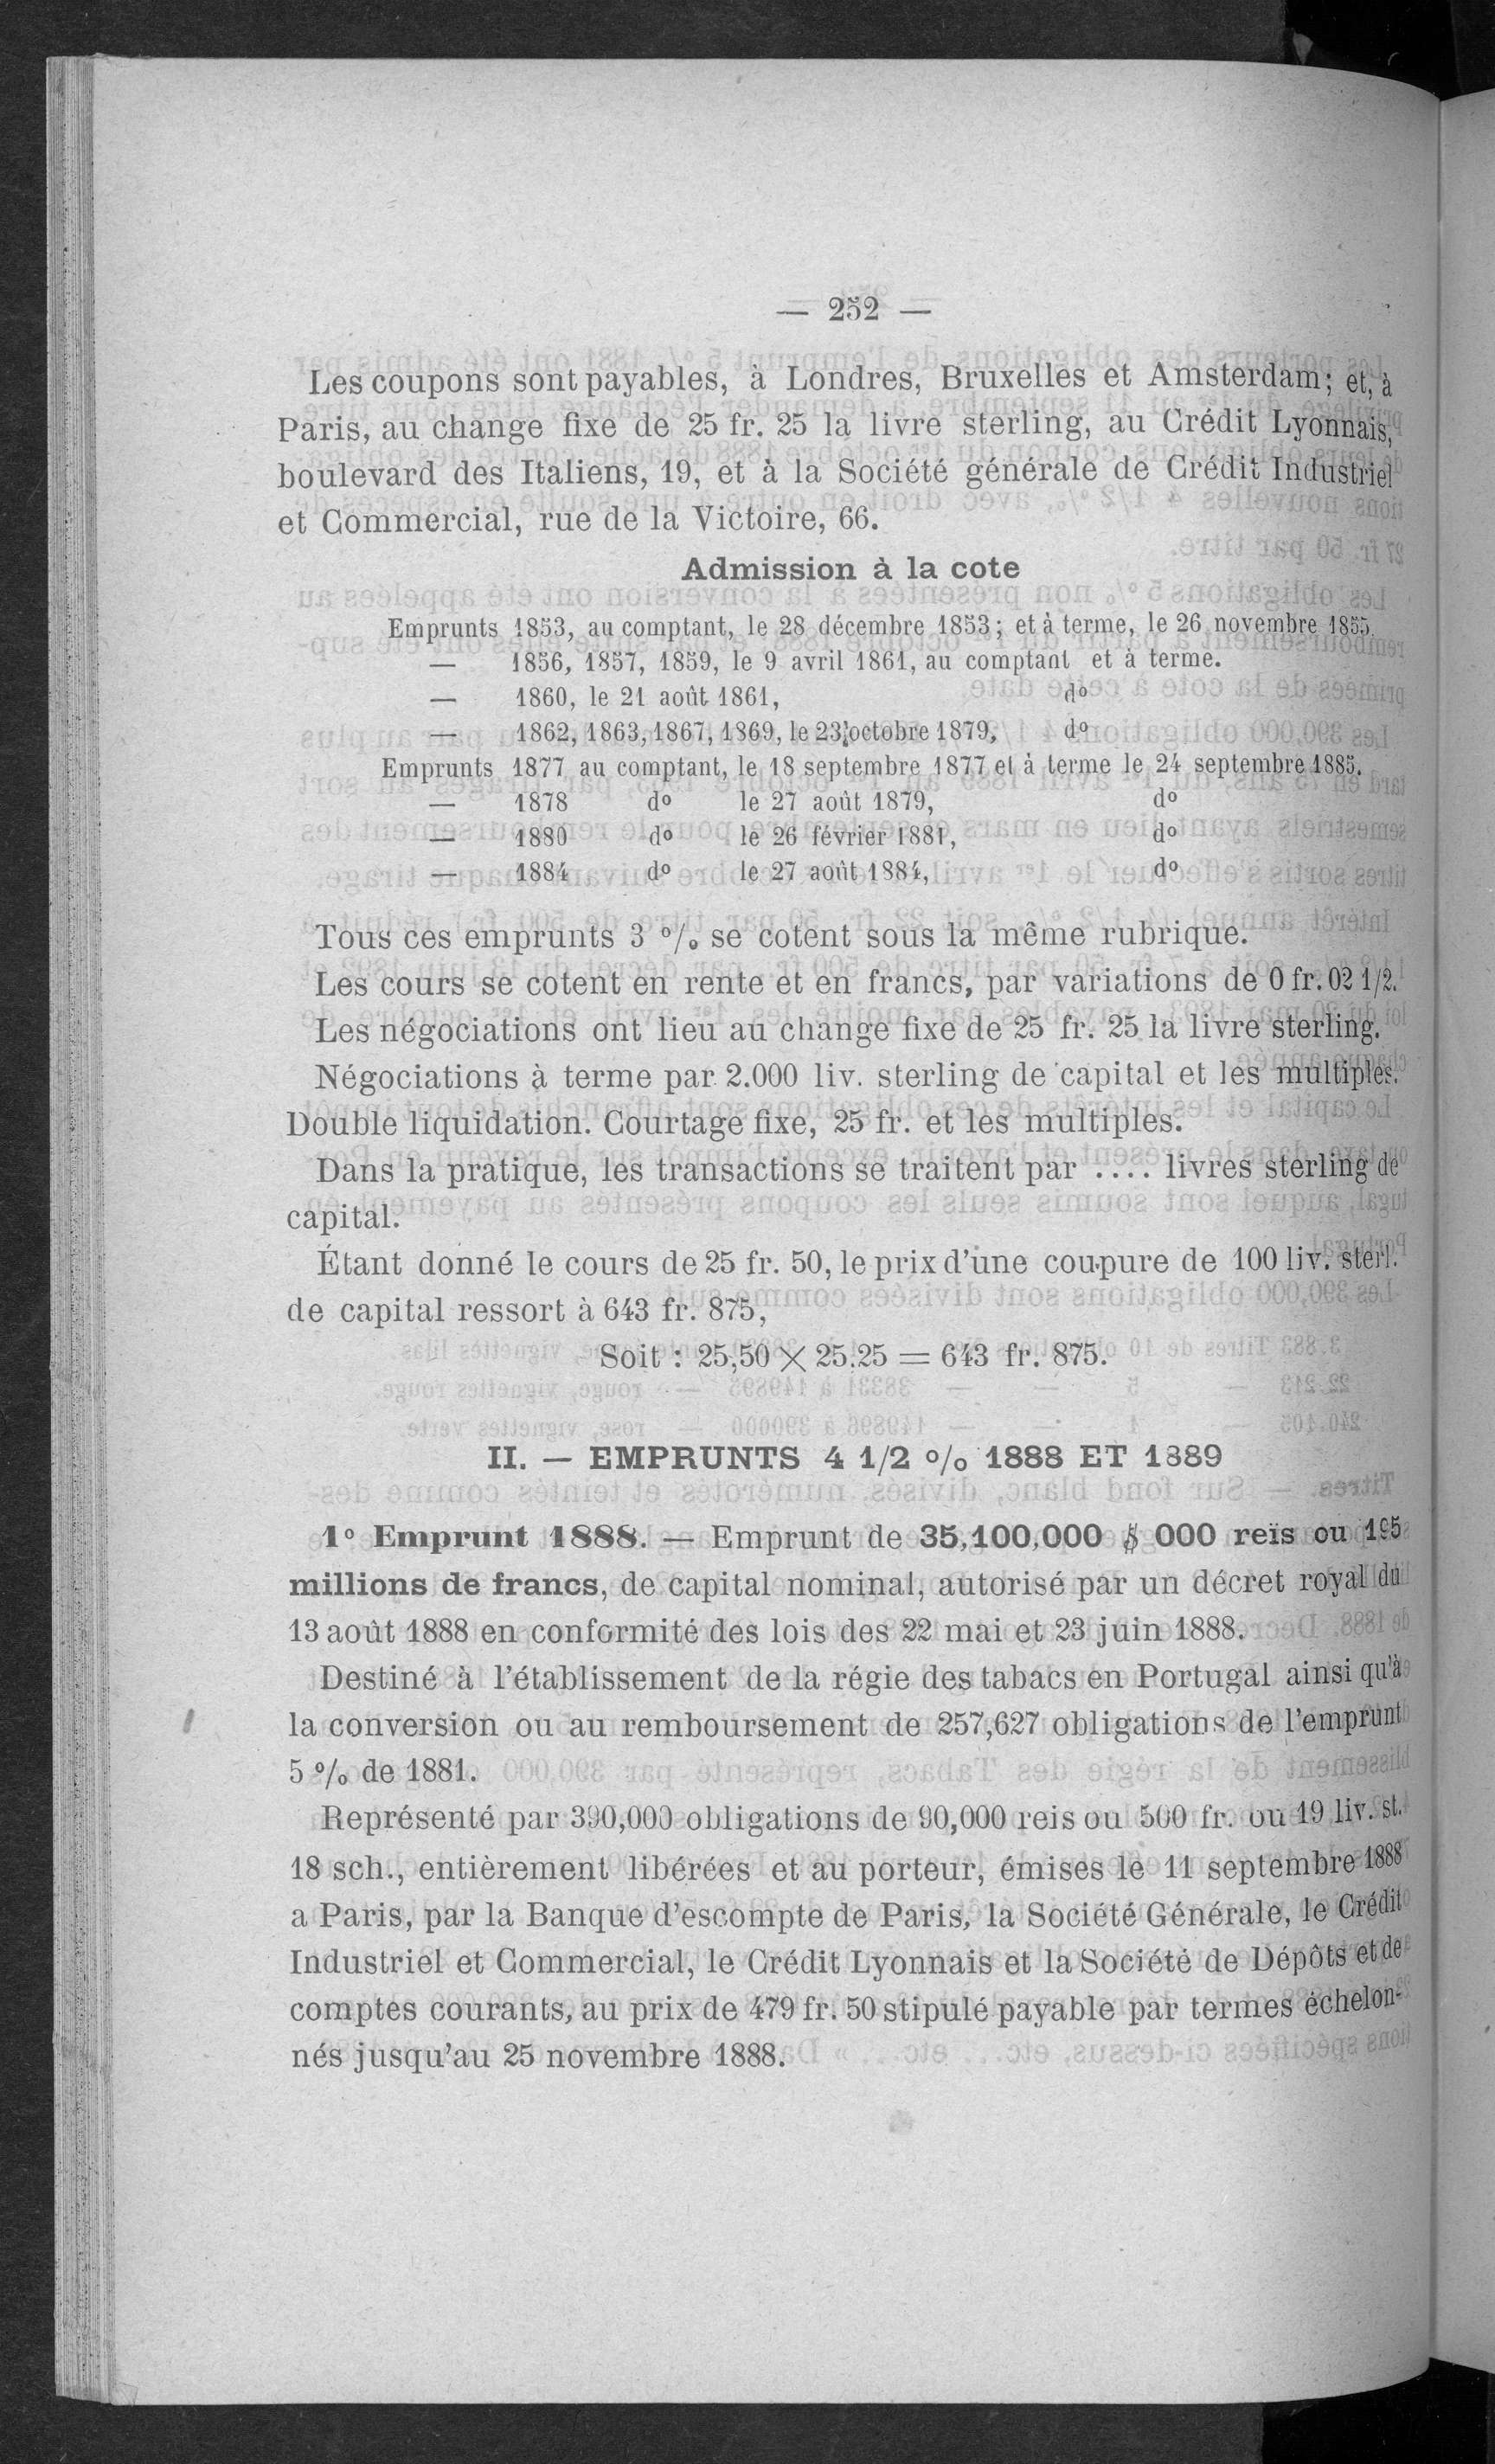 — 252 —
Les coupons sont payables, à Londres, Bruxelles et Amsterdam; et, à
Paris, au change fixe de 25 fr. 25 la livre sterling, au Crédit Lyonnais,
boulevard des Italiens, 19, et à la Société générale de Crédit Industriel
et Commercial, rue de la Victoire, 66.
Admission à la cote
Emprunts 1853, au comptant, le 28 décembre 1853; et à terme, le 26 novembre 1855.
— 1856, 1857, 1859, le 9 avril 1861, au comptant et à terme.
— 1860, le 21 août 1861, do
— 1862, 1863, 1867, 1869, le 23 octobre 1879, do
Emprunts 1877 au comptant, le 18 septembre 1877 et à terme le 24 septembre 1885.
— 1878 do le 27 août 1879, do
— 1880 do le 26 février 1881, do
— 1884 do le 27 août 1884, do
Tous ces emprunts 3 % se cotent sous la même rubrique.
Les cours se cotent en rente et en francs, par variations de 0 fr. 02 1/2.
Les négociations ont lieu au change fixe de 25 fr. 25 la livre sterling.
Négociations à terme par 2.000 liv. sterling de capital et les multiples.
Double liquidation. Courtage fixe, 25 fr. et les multiples.
Dans la pratique, les transactions se traitent par .... livres sterling de
capital.
Étant donné le cours de 25 fr. 50, le prix d'une coupure de 100 liv. sterl.
de capital ressort à 643 fr. 875,
Soit : 25,50 × 25.25 = 643 fr. 875.
II. — EMPRUNTS 4 1/2 % 1888 ET 1889
1o Emprunt 1888. — Emprunt de 35,100,000 $ 000 reïs ou 195
millions de francs, de capital nominal, autorisé par un décret royal du
13 août 1888 en conformité des lois des 22 mai et 23 juin 1888.
Destiné à l'établissement de la régie des tabacs en Portugal ainsi qu'à
la conversion ou au remboursement de 257,627 obligations de l'emprunt
5 % de 1881.
Représenté par 390,000 obligations de 90,000 reis ou 500 fr. ou 19 liv. st.
18 sch., entièrement libérées et au porteur, émises le 11 septembre 1888
a Paris, par la Banque d'escompte de Paris, la Société Générale, le Crédit
Industriel et Commercial, le Crédit Lyonnais et la Société de Dépôts et de
comptes courants, au prix de 479 fr. 50 stipulé payable par termes échelon-
nés jusqu'au 25 novembre 1888.